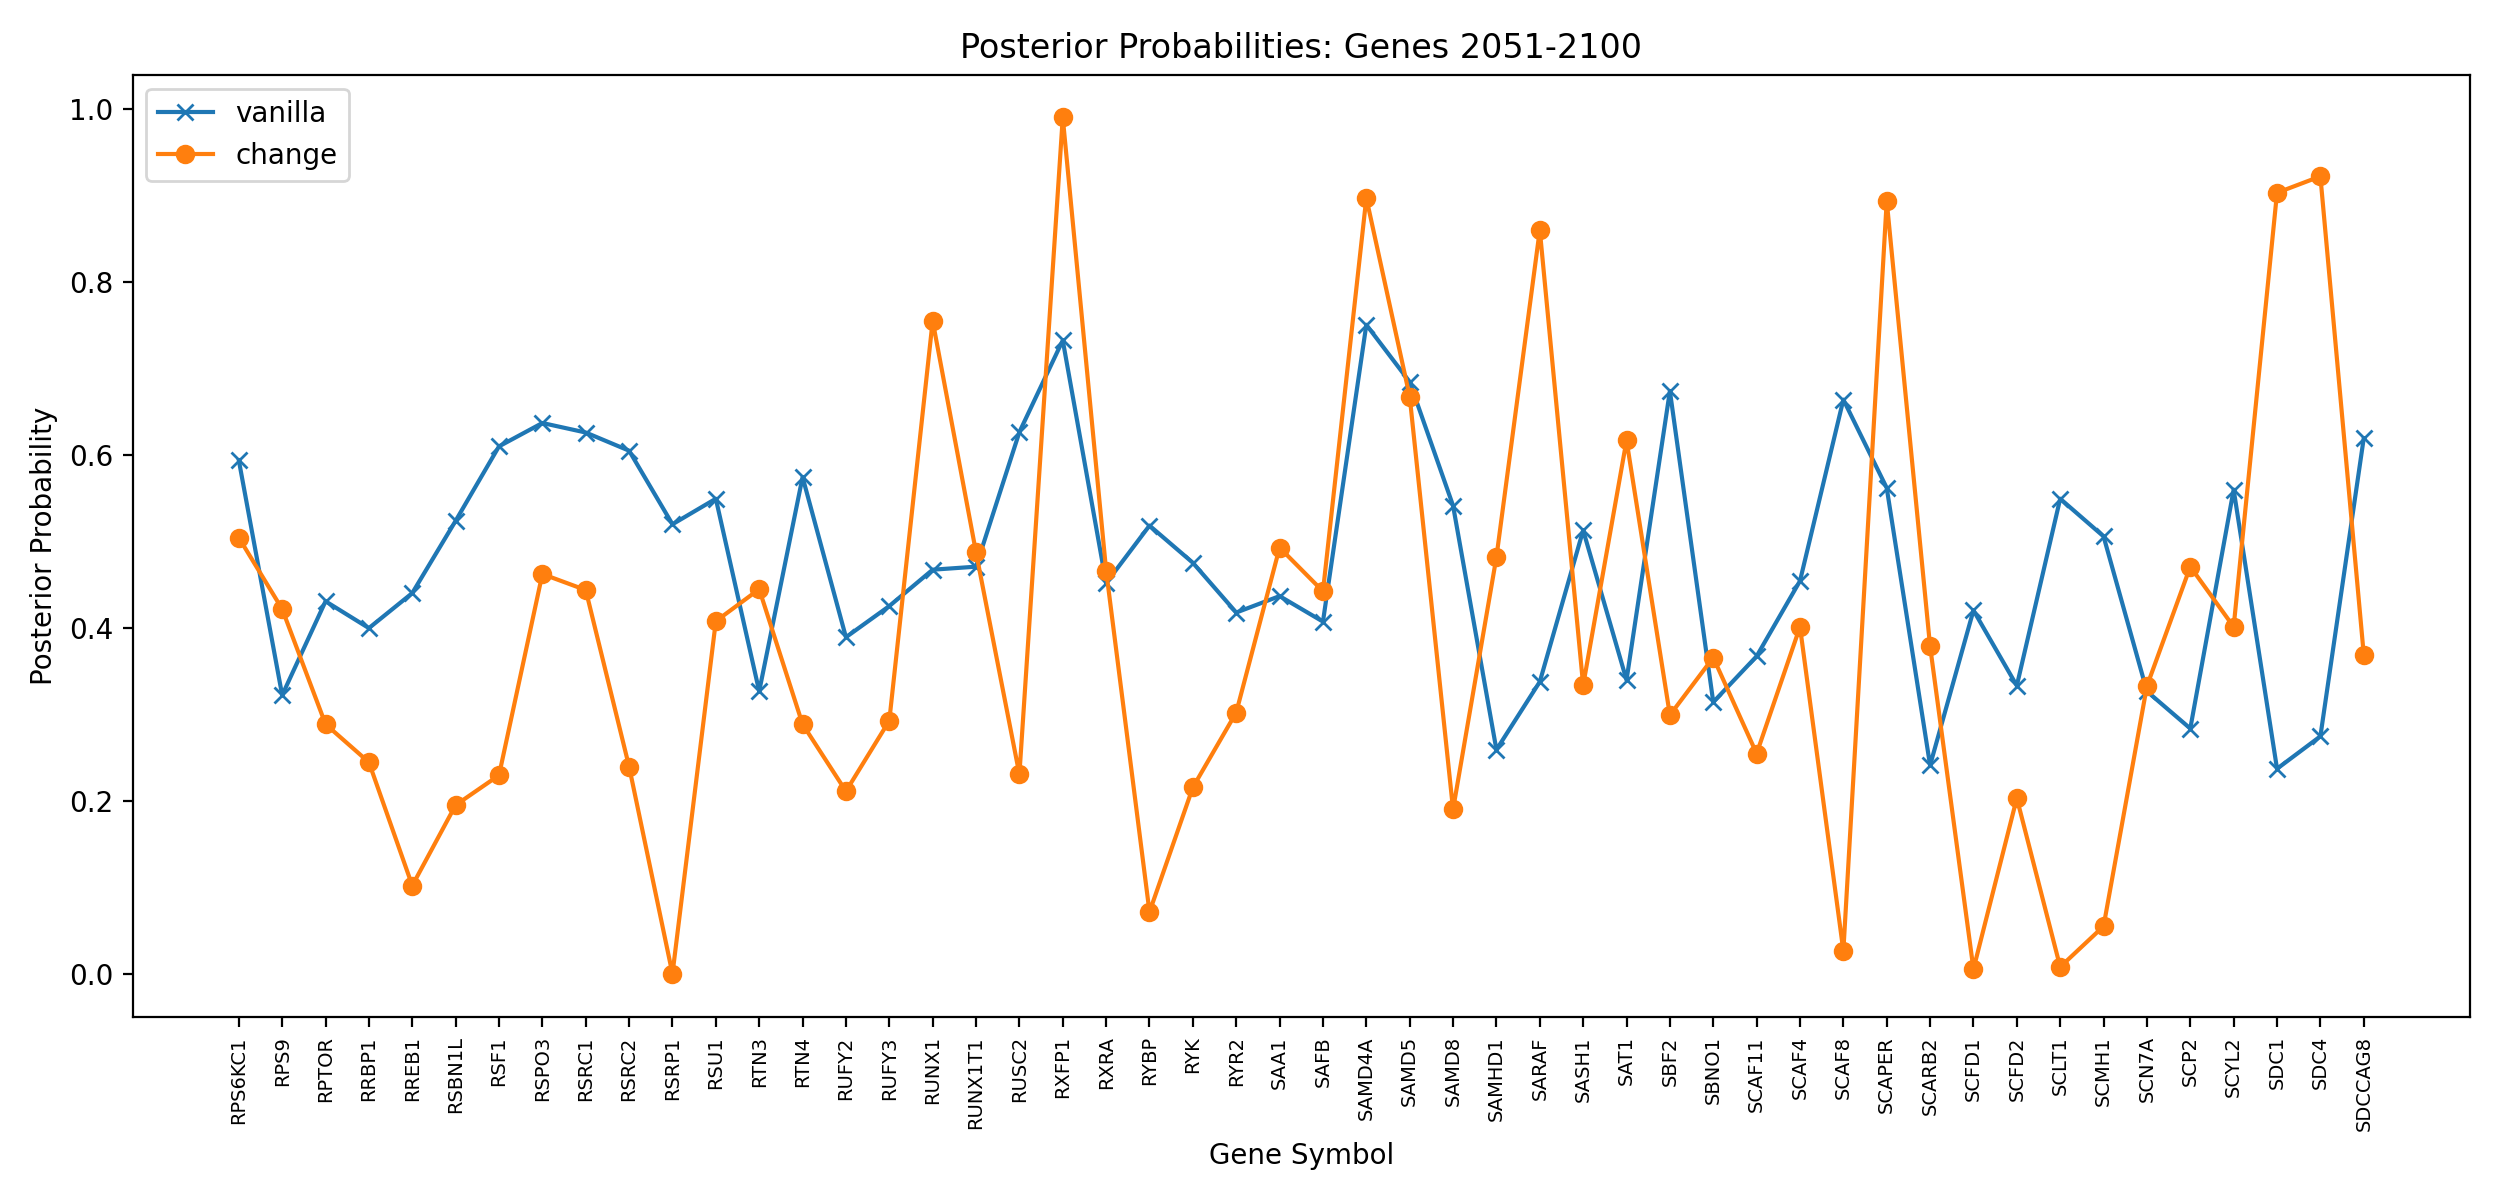 Posterior Probabilities: Genes 2051-2100
vanilla
change
Posterior Probability
1.0
0.8
0.6
0.4
0.2
0.0
RPS6KC1
RPS9
RPTOR
RRBP1
RREB1
RSBN1L
RSF1
RSPO3
RSRC1
RSRC2
RSRP1
RSU1
RTN3
RTN4
RUFY2
RUFY3
RUNX1
RUNX1T1
RUSC2
RXFP1
RXRA
RYBP
RYK
RYR2
SAA1
SAFB
SAMD4A
SAMD5
SAMD8
SAMHD1
SARAF
SASH1
SAT1
SBF2
SBNO1
SCAF11
SCAF4
SCAF8
SCAPER
SCARB2
SCFD1
SCFD2
SCLT1
SCMH1
SCN7A
SCP2
SCYL2
SDC1
SDC4
SDCCAG8
Gene Symbol